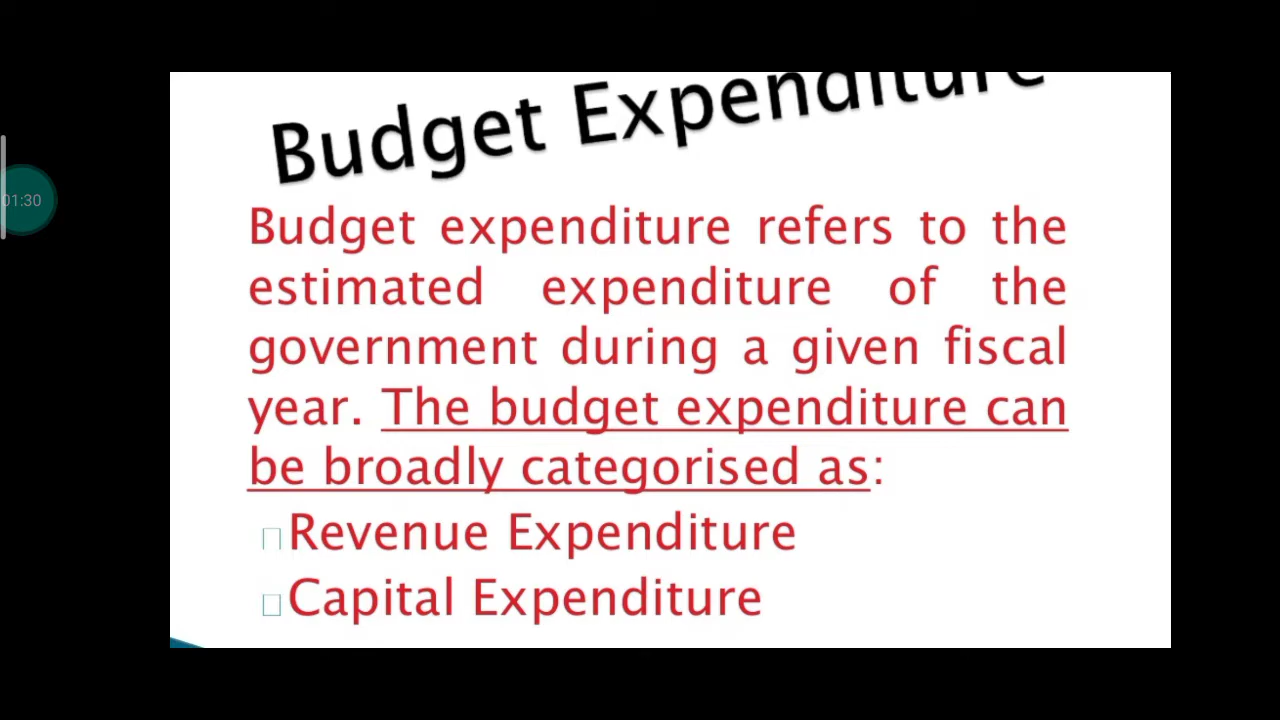 Budget Expenditure
01:30
Budget expenditure refers to the
estimated expenditure of the
government during a given fiscal
year. The budget expenditure can
be broadly categorised as:
Revenue Expenditure
Capital Expenditure